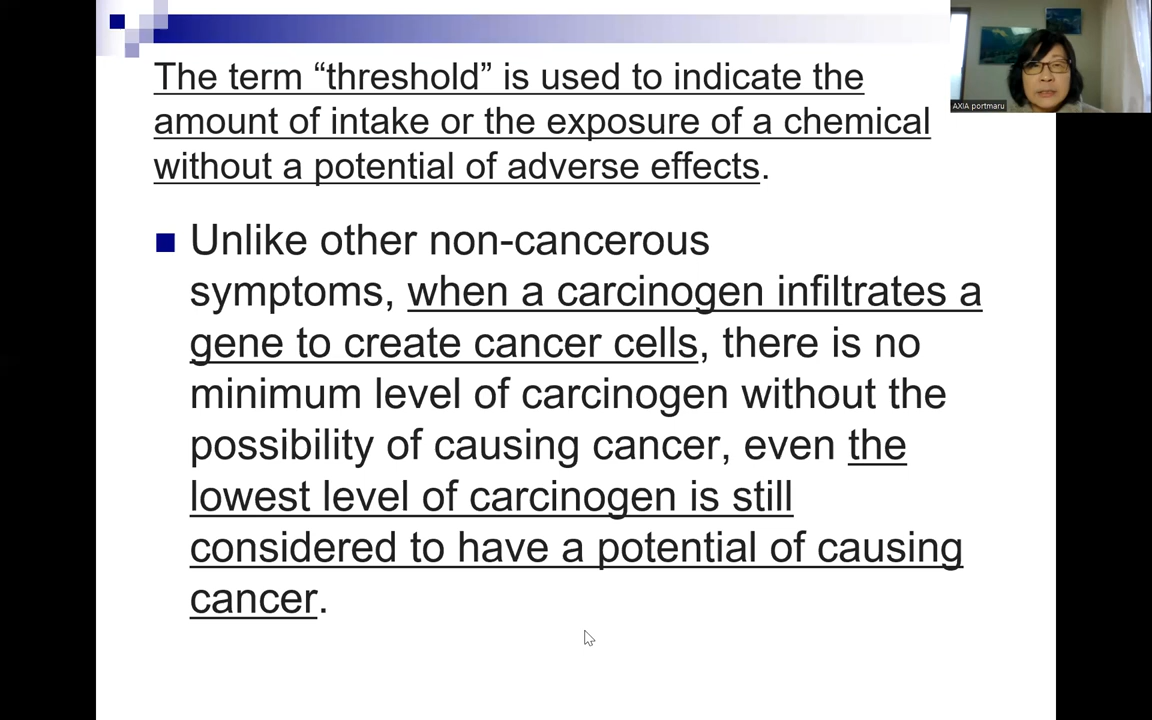 The term “threshold” is used to indicate the
amount of intake or the exposure of a chemical
without a potential of adverse effects.
Unlike other non-cancerous
symptoms, when a carcinogen infiltrates a
gene to create cancer cells, there is no
minimum level of carcinogen without the
possibility of causing cancer, even the
lowest level of carcinogen is still
considered to have a potential of causing
cancer.
AXIA portmaru